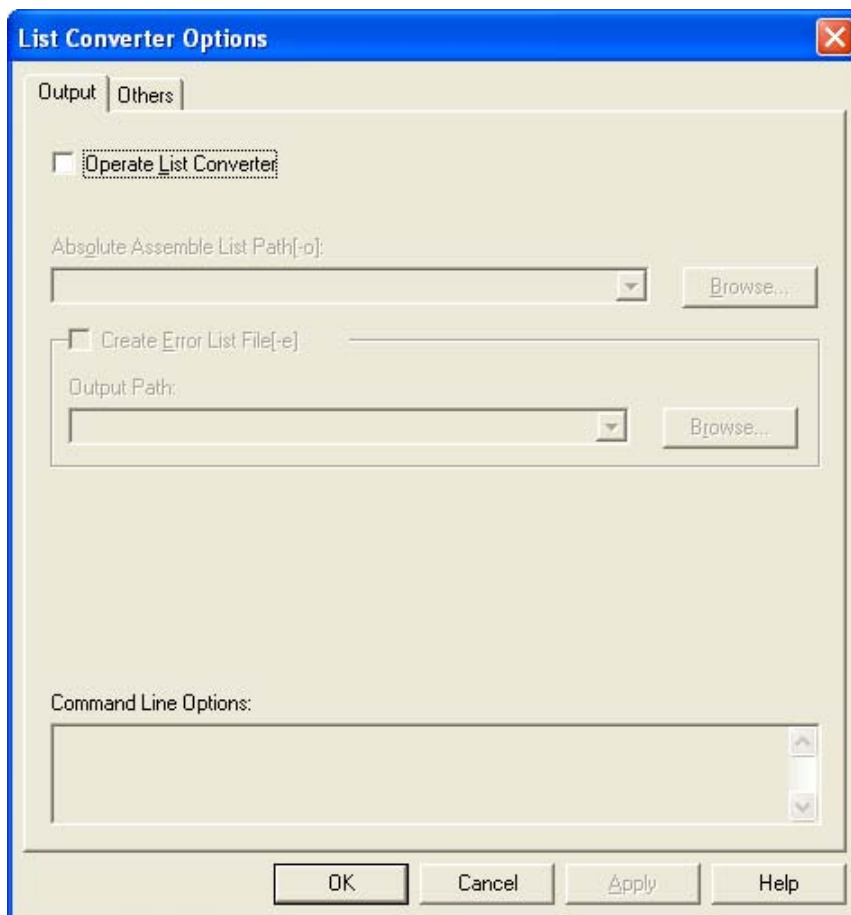 List Converter Options
Output Others
Operate List Converter
Absolute Assemble List Path[-o]:
Browse...
Create Error List File[-e]
Output Path:
Browse...
Command Line Options:
OK Cancel Apply Help